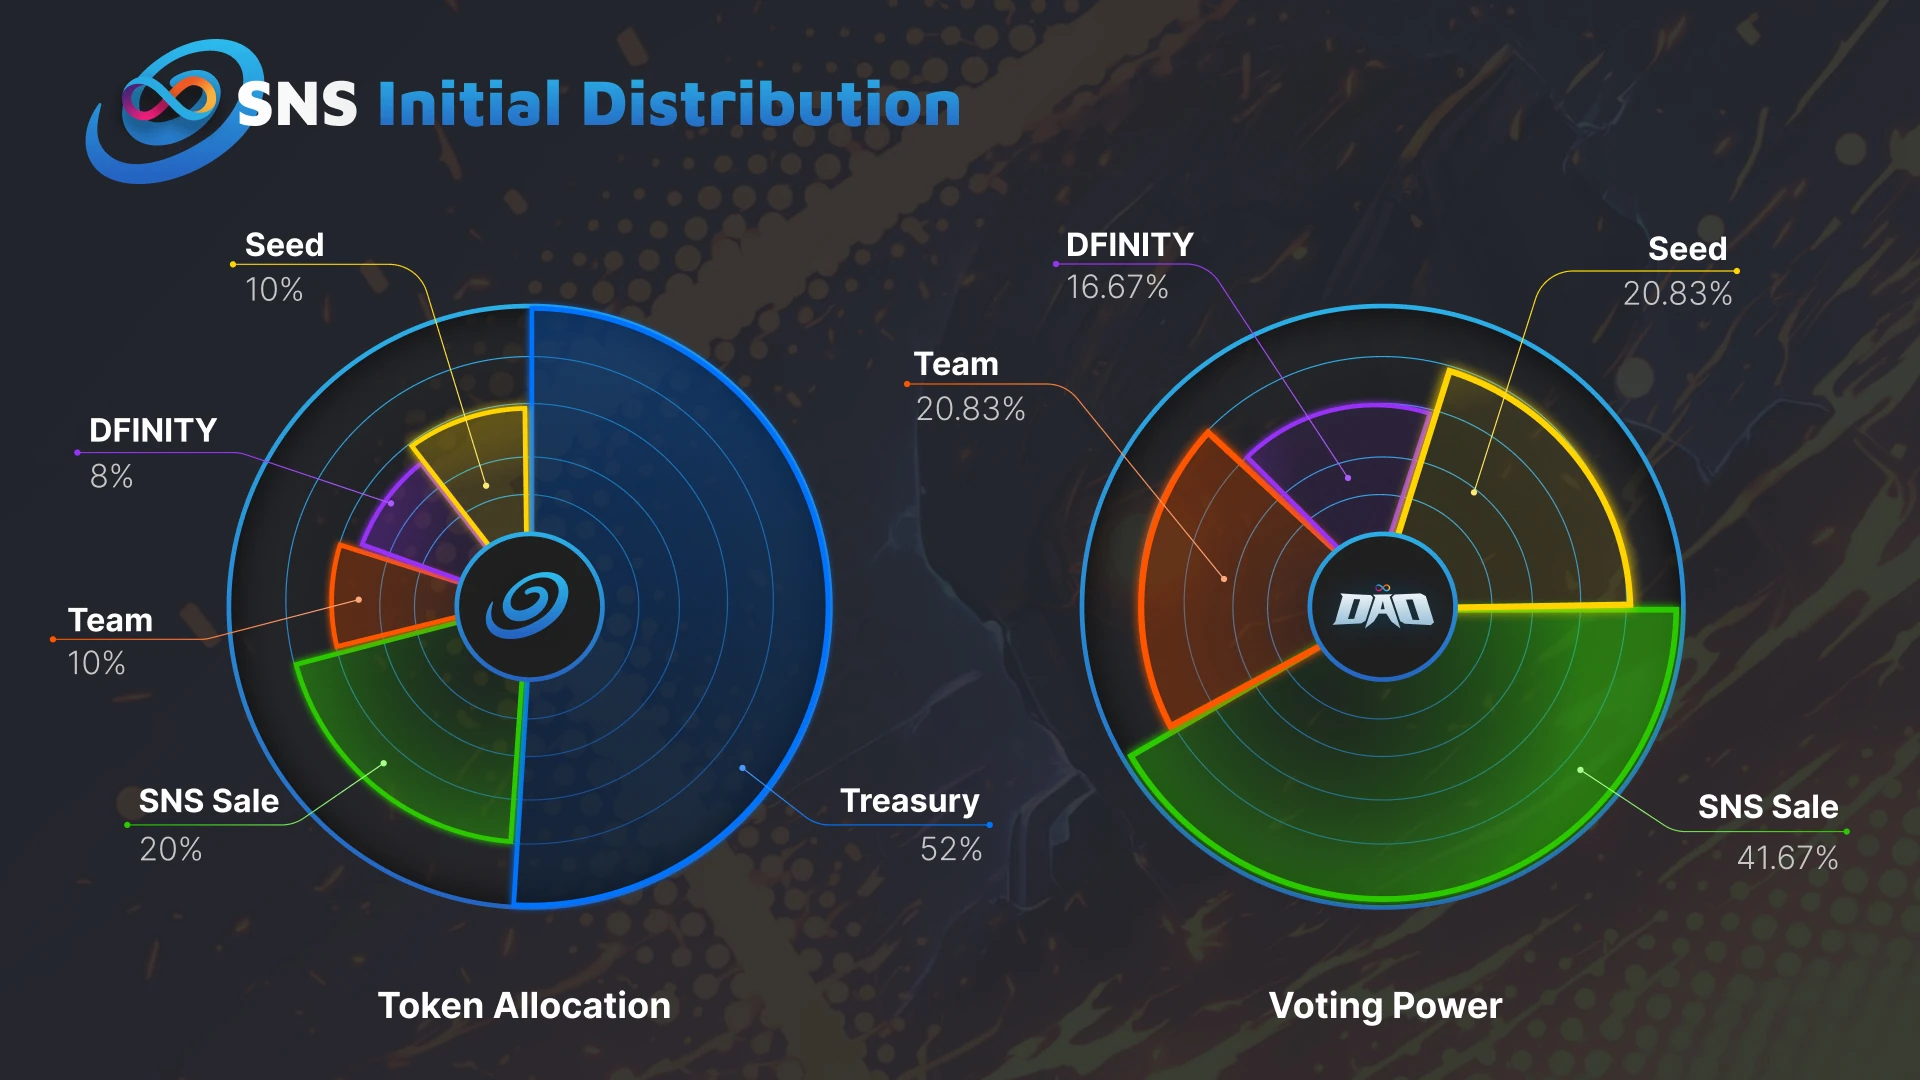 SNS Initial Distribution
Seed
10%
DFINITY
8%
Team
10%
SNS Sale
20%
Treasury
52%
Token Allocation
DFINITY
16.67%
Seed
20.83%
Team
20.83%
DAO
SNS Sale
41.67%
Voting Power